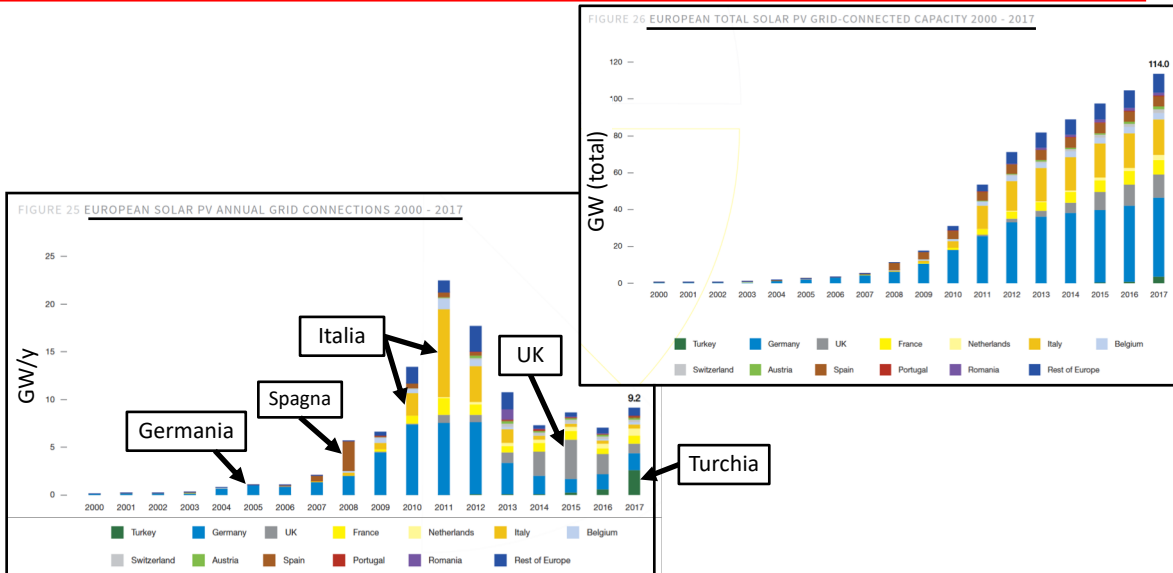 FIGURE 26 EUROPEAN TOTAL SOLAR PV GRID-CONNECTED CAPACITY 2000 - 2017
GW (total)
120
114.0
100
80
60
40
20
0
2000 2001 2002 2003 2004 2005 2006 2007 2008 2009 2010 2011 2012 2013 2014 2015 2016 2017
Turkey Germany UK France Netherlands Italy Belgium
Switzerland Austria Spain Portugal Romania Rest of Europe
FIGURE 25 EUROPEAN SOLAR PV ANNUAL GRID CONNECTIONS 2000 - 2017
GW/y
25
20
15
10
5
0
Italia
UK
Spagna
9.2
Germania
Turchia
2000 2001 2002 2003 2004 2005 2006 2007 2008 2009 2010 2011 2012 2013 2014 2015 2016 2017
Turkey Germany UK France Netherlands Italy Belgium
Switzerland Austria Spain Portugal Romania Rest of Europe